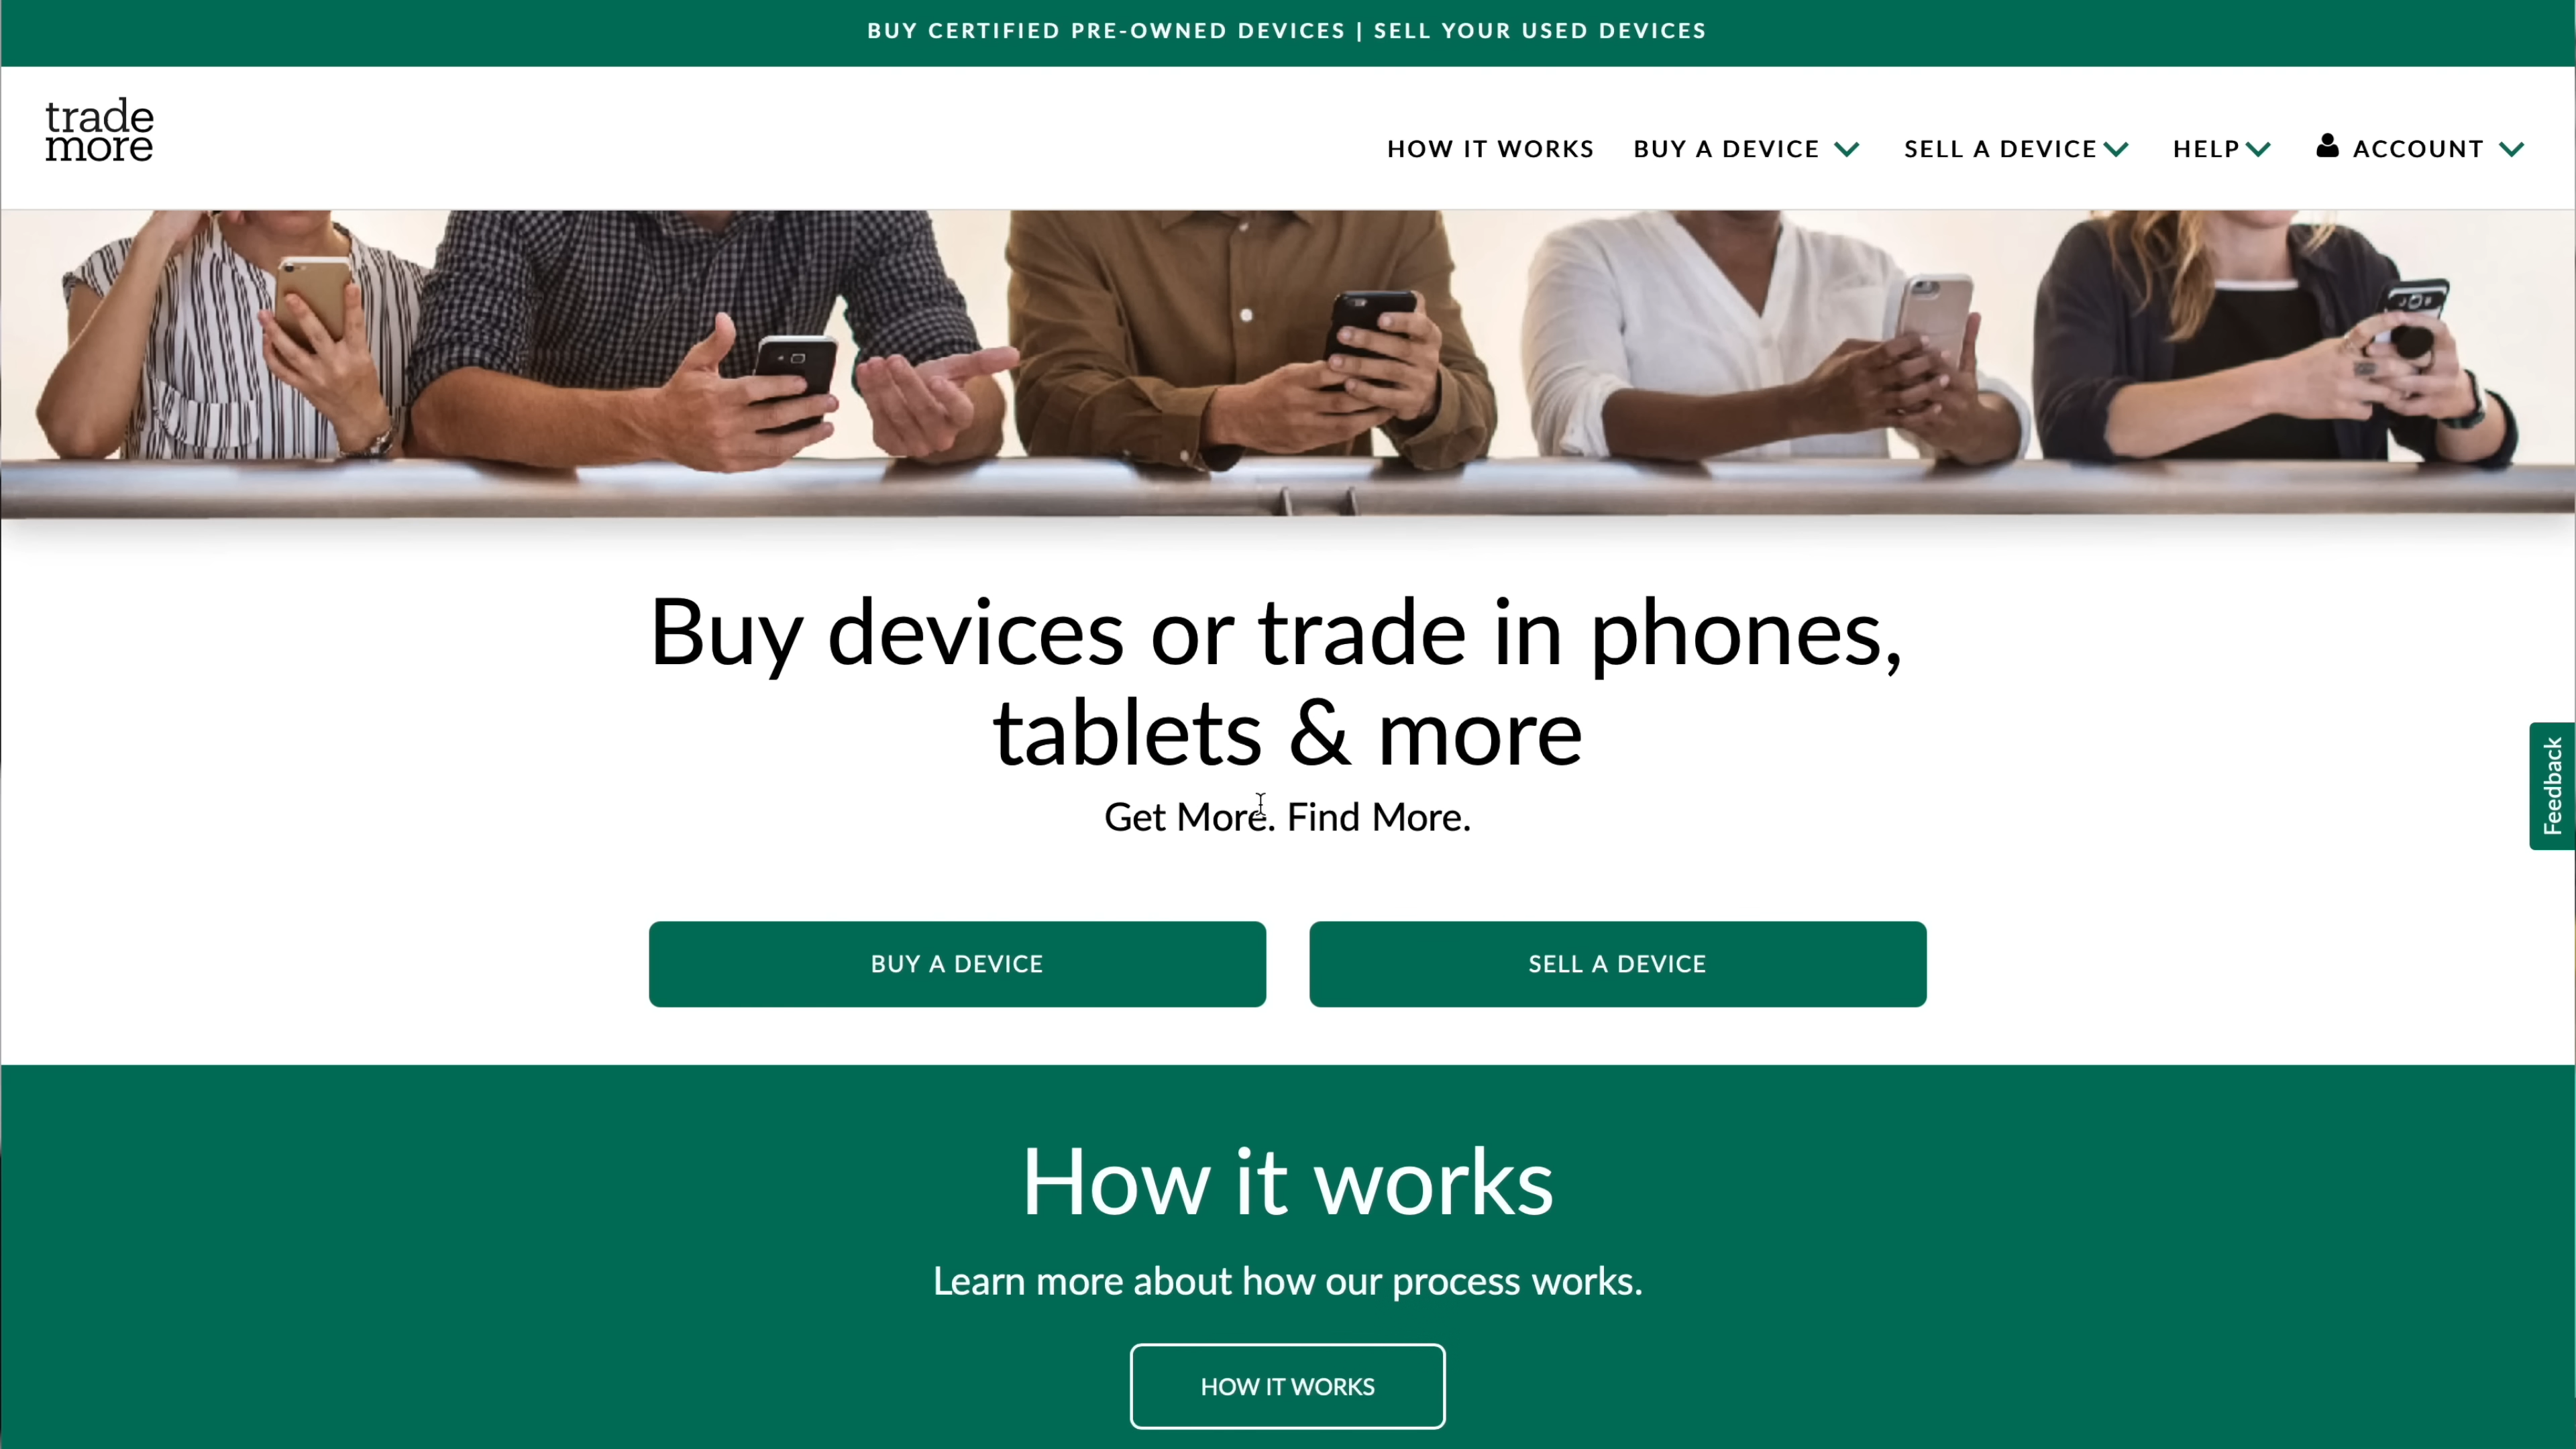 BUY CERTIFIED PRE-OWNED DEVICES | SELL YOUR USED DEVICES
trade
more
HOW IT WORKS BUY A DEVICE SELL A DEVICE HELP ACCOUNT
Buy devices or trade in phones,
tablets & more
Get More. Find More.
Feedback
BUY A DEVICE SELL A DEVICE
How it works
Learn more about how our process works.
HOW IT WORKS